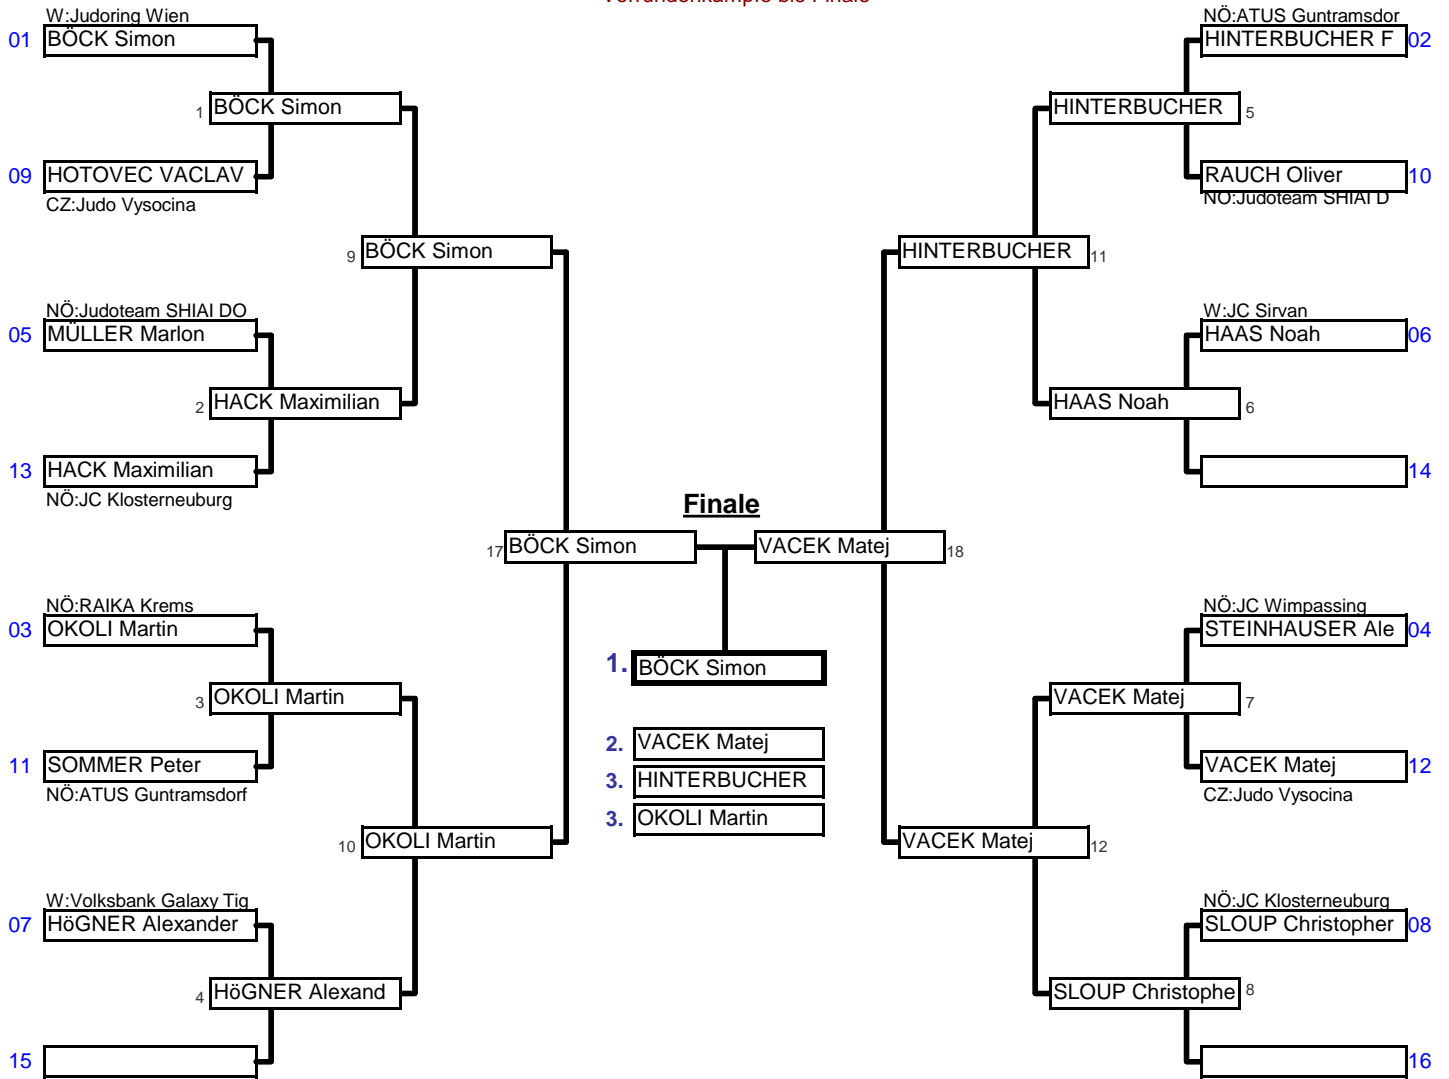 Vorrundenkämpfe bis Finale
W:Judoring Wien
01 BÖCK Simon
1 BÖCK Simon
09 HOTOVEC VACLAV
CZ:Judo Vysocina
9 BÖCK Simon
NÖ:Judoteam SHIAI DO
05 MÜLLER Marlon
2 HACK Maximilian
13 HACK Maximilian
NÖ:JC Klosterneuburg
17 BÖCK Simon
NÖ:RAIKA Krems
03 OKOLI Martin
3 OKOLI Martin
11 SOMMER Peter
NÖ:ATUS Guntramsdorf
10 OKOLI Martin
W:Volksbank Galaxy Tig
07 HöGNER Alexander
4 HöGNER Alexand
15
Finale
1. BÖCK Simon
2. VACEK Matej
3. HINTERBUCHER
3. OKOLI Martin
NÖ:ATUS Guntramsdor
HINTERBUCHER F 02
HINTERBUCHER 5
RAUCH Oliver 10
NÖ:Judoteam SHIAI D
HINTERBUCHER 11
W:JC Sirvan
HAAS Noah 06
HAAS Noah 6
14
VACEK Matej 18
NÖ:JC Wimpassing
STEINHAUSER Ale 04
VACEK Matej 7
VACEK Matej 12
CZ:Judo Vysocina
VACEK Matej 12
NÖ:JC Klosterneuburg
SLOUP Christopher 08
SLOUP Christophe 8
16